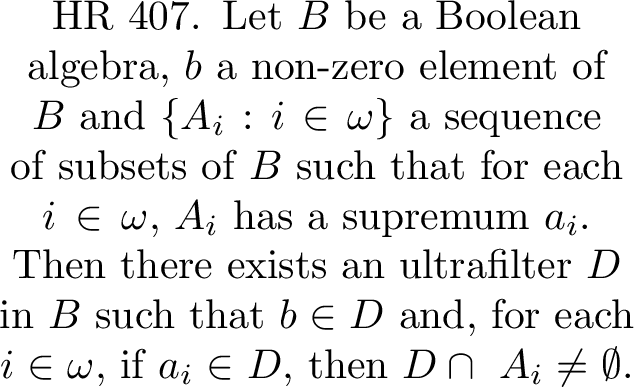 HR 407. Let B be a Boolean
algebra, b a non-zero element of
B and {A_i : i ∈ ω} a sequence
of subsets of B such that for each
i ∈ ω, A_i has a supremum a_i.
Then there exists an ultrafilter D
in B such that b ∈ D and, for each
i ∈ ω, if a_i ∈ D, then D ∩ A_i ≠ ∅.